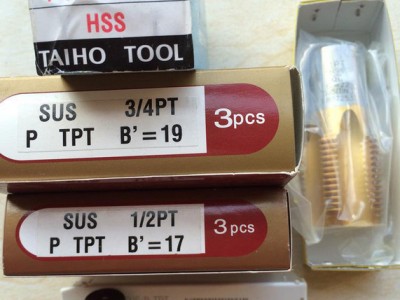 HSS
TAIHO TOOL
SUS 3/4PT
P TPT B'=19
3pcs
SUS 1/2PT
P TPT B'=17
3pcs